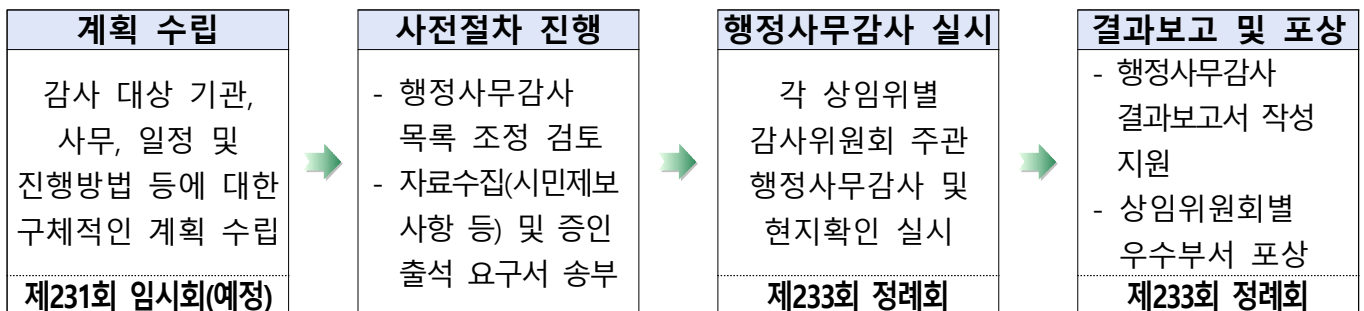 계획 수립
감사 대상 기관,
사무, 일정 및
진행방법 등에 대한
구체적인 계획 수립
제231회 임시회(예정)
사전절차 진행
- 행정사무감사
목록 조정 검토
- 자료수집(시민제보
사항 등) 및 증인
출석 요구서 송부
행정사무감사 실시
각 상임위별
감사위원회 주관
행정사무감사 및
현지확인 실시
제233회 정례회
결과보고 및 포상
- 행정사무감사
결과보고서 작성
지원
- 상임위원회별
우수부서 포상
제233회 정례회